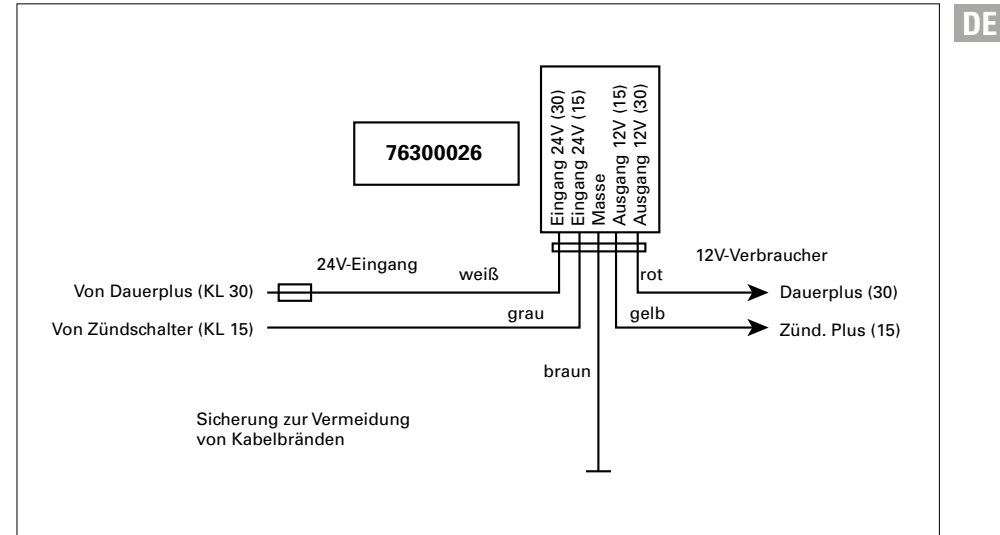 DE
76300026
Eingang 24V (30)
Eingang 24V (15)
Masse
Ausgang 12V (15)
Ausgang 12V (30)
24V-Eingang
weiß
rot
12V-Verbraucher
Von Dauerplus (KL 30)
Dauerplus (30)
grau
gelb
Von Zündschalter (KL 15)
Zünd. Plus (15)
braun
Sicherung zur Vermeidung
von Kabelbränden